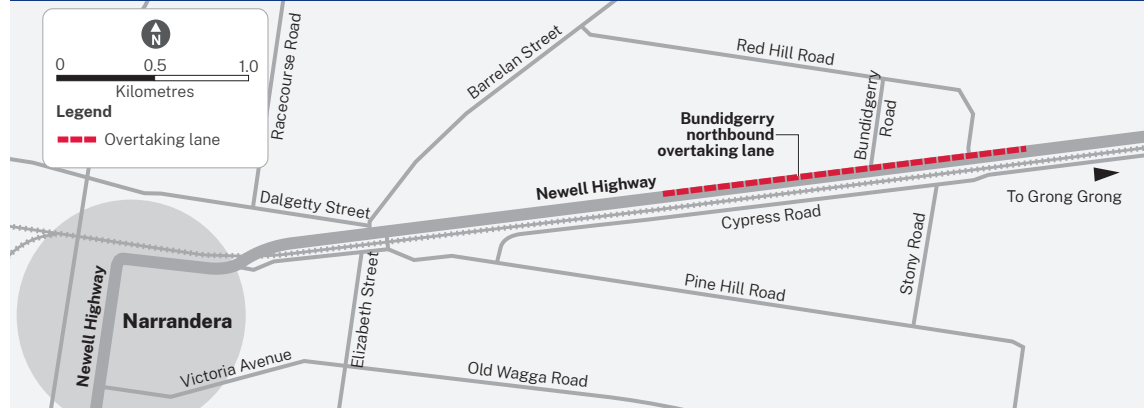 N
0 0.5 1.0
Kilometres
Legend
Overtaking lane
Racecourse Road
Barrelan Street
Red Hill Road
Bundidgerry
Road
Bundidgerry
northbound
overtaking lane
Newell Highway
To Grong Grong
Dalgetty Street
Cypress Road
Stony Road
Pine Hill Road
Elizabeth Street
Newell Highway
Narrandera
Victoria Avenue
Old Wagga Road